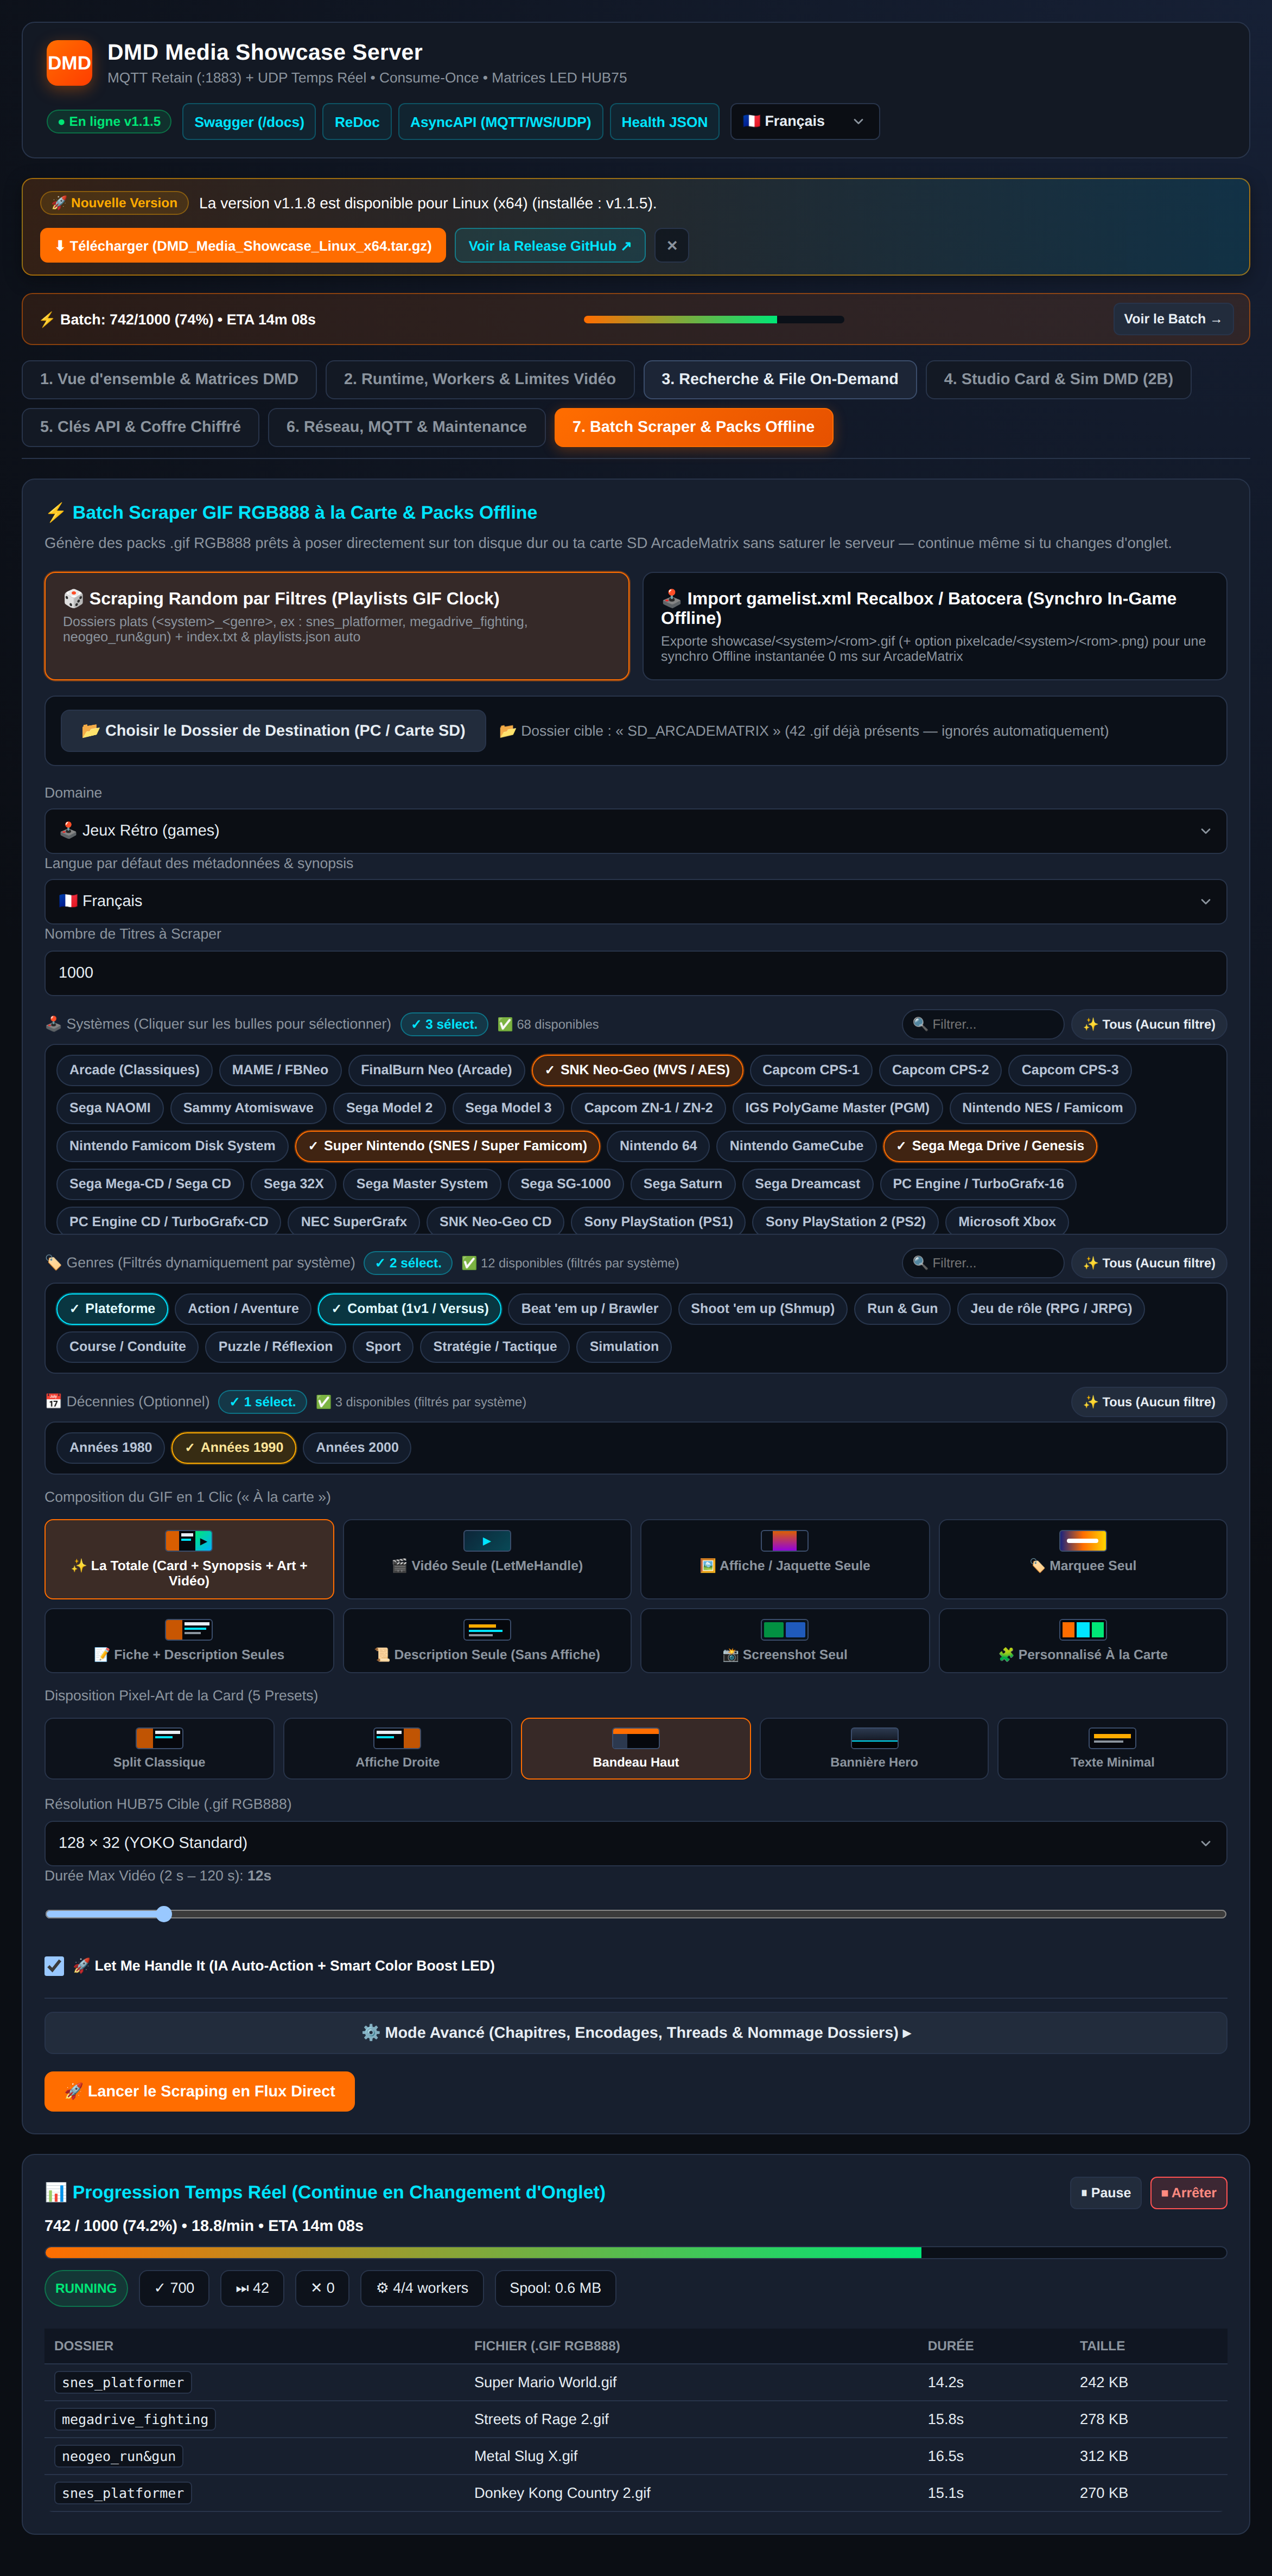 DMD
DMD Media Showcase Server
MQTT Retain (:1883) + UDP Temps Réel • Consume-Once • Matrices LED HUB75
● En ligne v1.1.5
Swagger (/docs)
ReDoc
AsyncAPI (MQTT/WS/UDP)
Health JSON
🇫🇷 Français
🚀 Nouvelle Version
La version v1.1.8 est disponible pour Linux (x64) (installée : v1.1.5).
⬇ Télécharger (DMD_Media_Showcase_Linux_x64.tar.gz)
Voir la Release GitHub ↗
✕
⚡ Batch: 742/1000 (74%) • ETA 14m 08s
Voir le Batch →
1. Vue d'ensemble & Matrices DMD
2. Runtime, Workers & Limites Vidéo
3. Recherche & File On-Demand
4. Studio Card & Sim DMD (2B)
5. Clés API & Coffre Chiffré
6. Réseau, MQTT & Maintenance
7. Batch Scraper & Packs Offline
⚡ Batch Scraper GIF RGB888 à la Carte & Packs Offline
Génère des packs .gif RGB888 prêts à poser directement sur ton disque dur ou ta carte SD ArcadeMatrix sans saturer le serveur — continue même si tu changes d'onglet.
🎲 Scraping Random par Filtres (Playlists GIF Clock)
Dossiers plats (<system>_<genre>, ex : snes_platformer, megadrive_fighting,
neogeo_run&gun) + index.txt & playlists.json auto
🕹️ Import gamelist.xml Recalbox / Batocera (Synchro In-Game
Offline)
Exporte showcase/<system>/<rom>.gif (+ option pixelcade/<system>/<rom>.png) pour une
synchro Offline instantanée 0 ms sur ArcadeMatrix
📂 Choisir le Dossier de Destination (PC / Carte SD)
📂 Dossier cible : « SD_ARCADEMATRIX » (42 .gif déjà présents — ignorés automatiquement)
Domaine
🕹️ Jeux Rétro (games)
Langue par défaut des métadonnées & synopsis
🇫🇷 Français
Nombre de Titres à Scraper
1000
🕹️ Systèmes (Cliquer sur les bulles pour sélectionner)
✓ 3 sélect.
✅ 68 disponibles
🔍 Filtrer...
✨ Tous (Aucun filtre)
Arcade (Classiques)
MAME / FBNeo
FinalBurn Neo (Arcade)
✓ SNK Neo-Geo (MVS / AES)
Capcom CPS-1
Capcom CPS-2
Capcom CPS-3
Sega NAOMI
Sammy Atomiswave
Sega Model 2
Sega Model 3
Capcom ZN-1 / ZN-2
IGS PolyGame Master (PGM)
Nintendo NES / Famicom
Nintendo Famicom Disk System
✓ Super Nintendo (SNES / Super Famicom)
Nintendo 64
Nintendo GameCube
✓ Sega Mega Drive / Genesis
Sega Mega-CD / Sega CD
Sega 32X
Sega Master System
Sega SG-1000
Sega Saturn
Sega Dreamcast
PC Engine / TurboGrafx-16
PC Engine CD / TurboGrafx-CD
NEC SuperGrafx
SNK Neo-Geo CD
Sony PlayStation (PS1)
Sony PlayStation 2 (PS2)
Microsoft Xbox
🏷️ Genres (Filtrés dynamiquement par système)
✓ 2 sélect.
✅ 12 disponibles (filtrés par système)
🔍 Filtrer...
✨ Tous (Aucun filtre)
✓ Plateforme
Action / Aventure
✓ Combat (1v1 / Versus)
Beat 'em up / Brawler
Shoot 'em up (Shmup)
Run & Gun
Jeu de rôle (RPG / JRPG)
Course / Conduite
Puzzle / Réflexion
Sport
Stratégie / Tactique
Simulation
📅 Décennies (Optionnel)
✓ 1 sélect.
✅ 3 disponibles (filtrés par système)
✨ Tous (Aucun filtre)
Années 1980
✓ Années 1990
Années 2000
Composition du GIF en 1 Clic (« À la carte »)
✨ La Totale (Card + Synopsis + Art +
Vidéo)
🎬 Vidéo Seule (LetMeHandle)
🖼️ Affiche / Jaquette Seule
🏷️ Marquee Seul
📝 Fiche + Description Seules
📜 Description Seule (Sans Affiche)
📸 Screenshot Seul
🧩 Personnalisé À la Carte
Disposition Pixel-Art de la Card (5 Presets)
Split Classique
Affiche Droite
Bandeau Haut
Bannière Hero
Texte Minimal
Résolution HUB75 Cible (.gif RGB888)
128 × 32 (YOKO Standard)
Durée Max Vidéo (2 s – 120 s): 12s
🚀 Let Me Handle It (IA Auto-Action + Smart Color Boost LED)
⚙️ Mode Avancé (Chapitres, Encodages, Threads & Nommage Dossiers) ▸
🚀 Lancer le Scraping en Flux Direct
📊 Progression Temps Réel (Continue en Changement d'Onglet)
⏸ Pause
⏹ Arrêter
742 / 1000 (74.2%) • 18.8/min • ETA 14m 08s
RUNNING
✓ 700
⏭ 42
✕ 0
⚙ 4/4 workers
Spool: 0.6 MB
DOSSIER
FICHIER (.GIF RGB888)
DURÉE
TAILLE
snes_platformer
Super Mario World.gif
14.2s
242 KB
megadrive_fighting
Streets of Rage 2.gif
15.8s
278 KB
neogeo_run&gun
Metal Slug X.gif
16.5s
312 KB
snes_platformer
Donkey Kong Country 2.gif
15.1s
270 KB